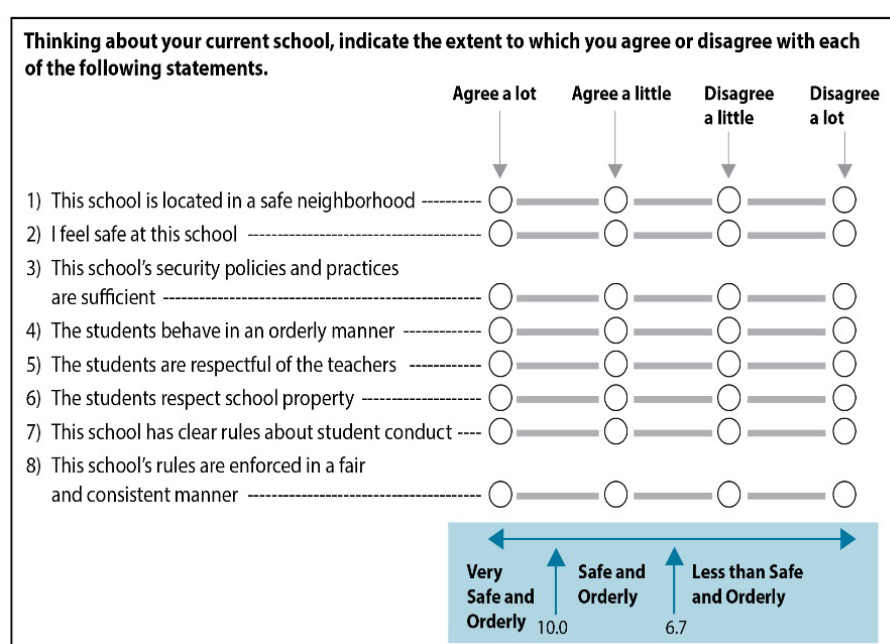 Thinking about your current school, indicate the extent to which you agree or disagree with each
of the following statements.
Agree a lot Agree a little Disagree a little Disagree a lot
1) This school is located in a safe neighborhood ----------
2) I feel safe at this school
3) This school’s security policies and practices
are sufficient
4) The students behave in an orderly manner
5) The students are respectful of the teachers
6) The students respect school property
7) This school has clear rules about student conduct ----
8) This school’s rules are enforced in a fair
and consistent manner
Very Safe and Orderly
10.0
Safe and Orderly
6.7
Less than Safe and Orderly